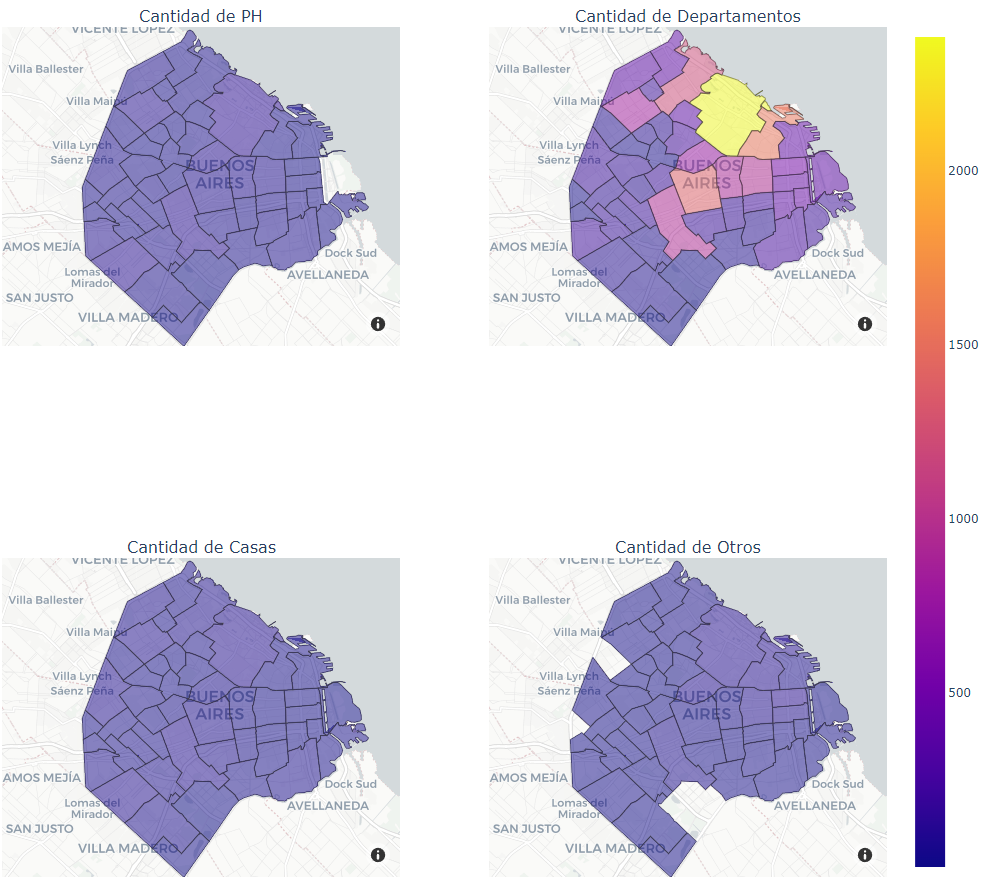 Cantidad de PH
VICENTE LÓPEZ
Villa Ballester
Villa Maipú
Villa Lynch
Sáenz Peña
BUENOS
AIRES
AMOS MEJÍA
Dock Sud
Lomas del
Mirador
AVELLANEDA
SAN JUSTO
VILLA MADERO
Cantidad de Departamentos
VICENTE LÓPEZ
Villa Ballester
Villa Maipú
Villa Lynch
Sáenz Peña
BUENOS
AIRES
AMOS MEJÍA
Dock Sud
Lomas del
Mirador
AVELLANEDA
SAN JUSTO
VILLA MADERO
2000
1500
1000
500
Cantidad de Casas
VICENTE LÓPEZ
Villa Ballester
Villa Maipú
Villa Lynch
Sáenz Peña
BUENOS
AIRES
AMOS MEJÍA
Dock Sud
Lomas del
Mirador
AVELLANEDA
SAN JUSTO
VILLA MADERO
Cantidad de Otros
VICENTE LÓPEZ
Villa Ballester
Villa Maipú
Villa Lynch
Sáenz Peña
BUENOS
AIRES
AMOS MEJÍA
Dock Sud
Lomas del
Mirador
AVELLANEDA
SAN JUSTO
VILLA MADERO